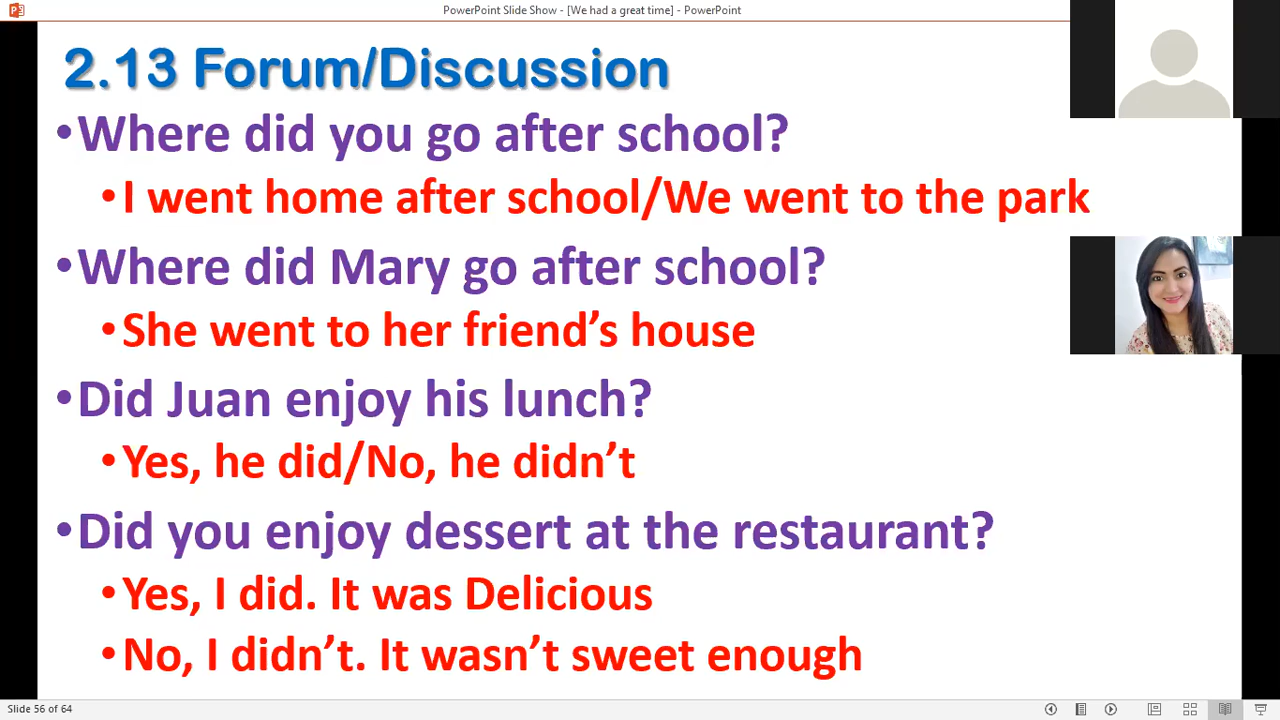 PowerPoint Slide Show - [We had a great time] - PowerPoint
2.13 Forum/Discussion
•Where did you go after school?
•I went home after school/We went to the park
•Where did Mary go after school?
•She went to her friend’s house
•Did Juan enjoy his lunch?
•Yes, he did/No, he didn’t
•Did you enjoy dessert at the restaurant?
•Yes, I did. It was Delicious
•No, I didn’t. It wasn’t sweet enough
Slide 56 of 64